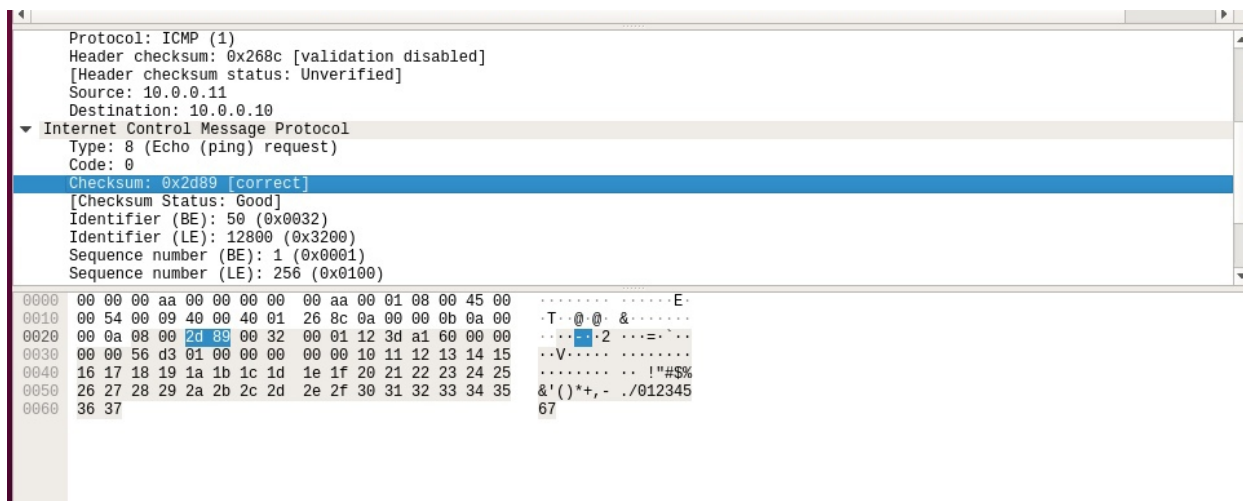 Protocol: ICMP (1)
Header checksum: 0x268c [validation disabled]
[Header checksum status: Unverified]
Source: 10.0.0.11
Destination: 10.0.0.10
Internet Control Message Protocol
Type: 8 (Echo (ping) request)
Code: 0
Checksum: 0x2d89 [correct]
[Checksum Status: Good]
Identifier (BE): 50 (0x0032)
Identifier (LE): 12800 (0x3200)
Sequence number (BE): 1 (0x0001)
Sequence number (LE): 256 (0x0100)
0000 00 00 00 aa 00 00 00 00 00 aa 00 01 08 00 45 00 ········ ······E·
0010 00 54 00 09 40 00 40 01 26 8c 0a 00 00 0b 0a 00 ·T··@·@· &·······
0020 00 0a 08 00 2d 89 00 32 00 01 12 3d a1 60 00 00 ····-··2 ···=·`··
0030 00 00 56 d3 01 00 00 00 00 00 10 11 12 13 14 15 ··V····· ········
0040 16 17 18 19 1a 1b 1c 1d 1e 1f 20 21 22 23 24 25 ········ ·· !"#$%
0050 26 27 28 29 2a 2b 2c 2d 2e 2f 30 31 32 33 34 35 &'()*+,- ./012345
0060 36 37 67